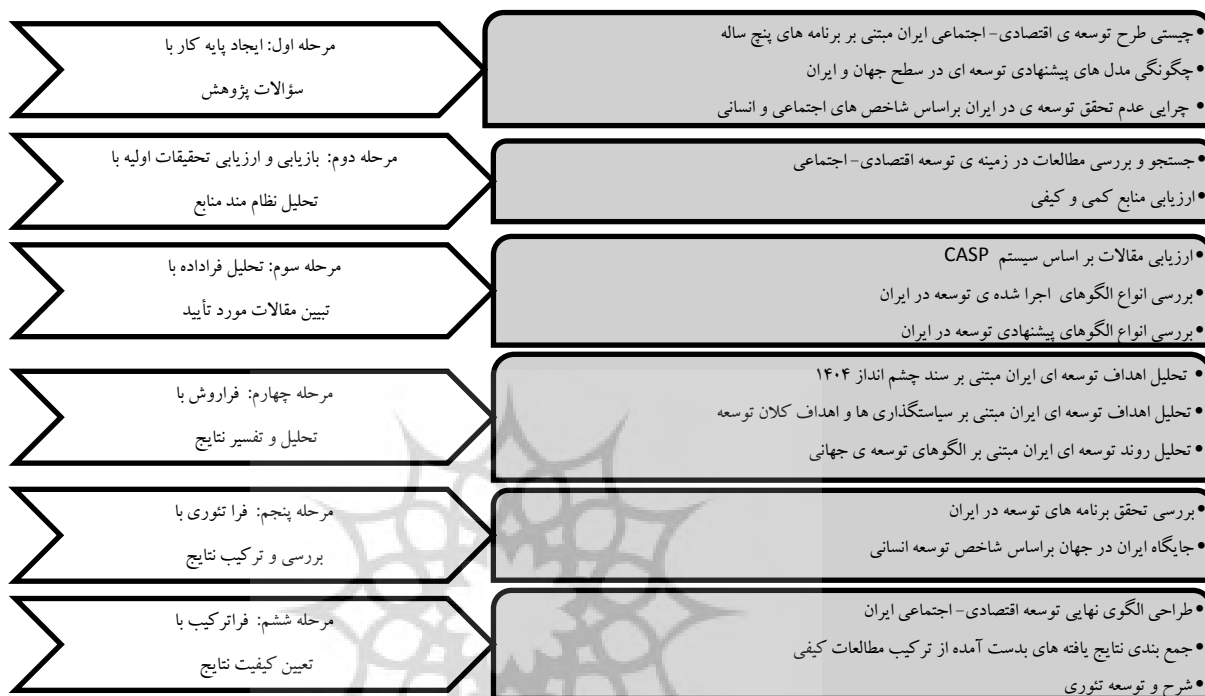 مرحله اول: ایجاد پایه کار با
سؤالات پژوهش
•چیستی طرح توسعه ی اقتصادی- اجتماعی ایران مبتنی بر برنامه های پنج ساله
•چگونگی مدل های پیشنهادی توسعه ای در سطح جهان و ایران
• چرایی عدم تحقق توسعه ی در ایران براساس شاخص های اجتماعی و انسانی
مرحله دوم: بازیابی و ارزیابی تحقیقات اولیه با
تحلیل نظام مند منابع
•جستجو و بررسی مطالعات در زمینه ی توسعه اقتصادی- اجتماعی
•ارزیابی منابع کمی و کیفی
مرحله سوم: تحلیل فراداده با
تبیین مقالات مورد تأیید
•ارزیابی مقالات بر اساس سیستم CASP
•بررسی انواع الگوهای اجرا شده ی توسعه در ایران
•بررسی انواع الگوهای پیشنهادی توسعه در ایران
مرحله چهارم: فراروش با
تحلیل و تفسیر نتایج
• تحلیل اهداف توسعه ای ایران مبتنی بر سند چشم انداز ۱۴۰۴
• تحلیل اهداف توسعه ای ایران مبتنی بر سیاستگذاری ها و اهداف کلان توسعه
• تحلیل روند توسعه ای ایران مبتنی بر الگوهای توسعه ی جهانی
مرحله پنجم: فرا تئوری با
بررسی و ترکیب نتایج
•بررسی تحقق برنامه های توسعه در ایران
•جایگاه ایران در جهان براساس شاخص توسعه انسانی
مرحله ششم: فراترکیب با
تعیین کیفیت نتایج
•طراحی الگوی نهایی توسعه اقتصادی- اجتماعی ایران
•جمع بندی نتایج یافته های بدست آمده از ترکیب مطالعات کیفی
•شرح و توسعه تئوری